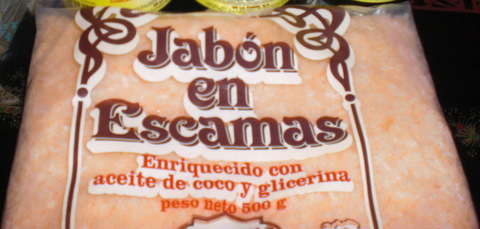 Jabón
en
Escamas
Enriquecido con
aceite de coco y glicerina
peso neto 500 g